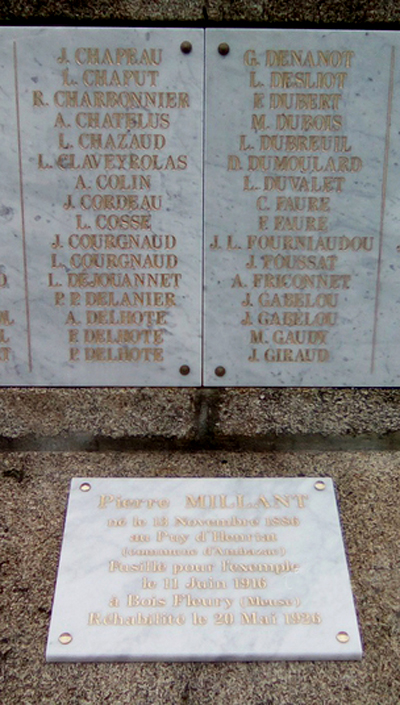 J. CHAPEAU
L. CHAPUT
R. CHARBONNIER
A. CHATELUS
L. CHAZAUD
L. CLAVEYROLAS
A. COLIN
J. CORDEAU
L. COSSE
J. COURGNAUD
L. COURGNAUD
L. DEJOUANNET
P. P. DELANIER
A. DELHOTE
F. DELHOTE
P. DELHOTE
G. DENANOT
L. DESLIOT
F. DUBERT
M. DUBOIS
L. DUBREUIL
D. DUMOULARD
L. DUVALET
C. FAURE
F. FAURE
J. L. FOURNIAUDOU
J. FOUSSAT
A. FRICONNET
J. GABELOU
J. GABELOU
M. GAUDY
J. GIRAUD
Pierre MILLANT
né le 13 Novembre 1886
au Puy d'Heuriat
(commune d'Ambazac)
Fusillé pour l'exemple
le 11 Juin 1916
à Bois Fleury (Meuse)
Réhabilité le 20 Mai 1926